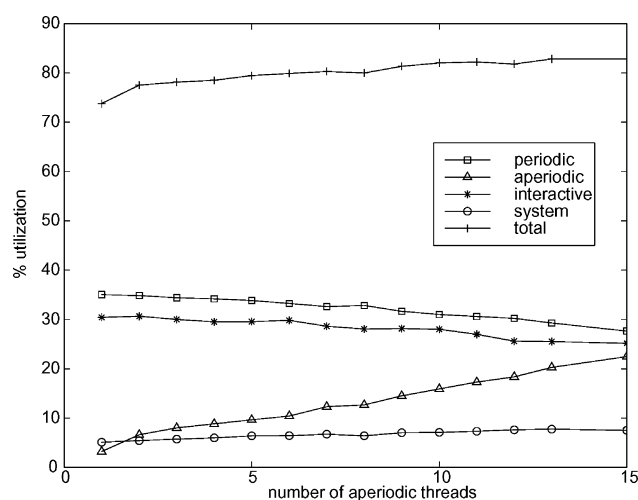 90
80
70
60
50
40
30
20
10
0
% utilization
periodic
aperiodic
interactive
system
total
0 5 10 15
number of aperiodic threads